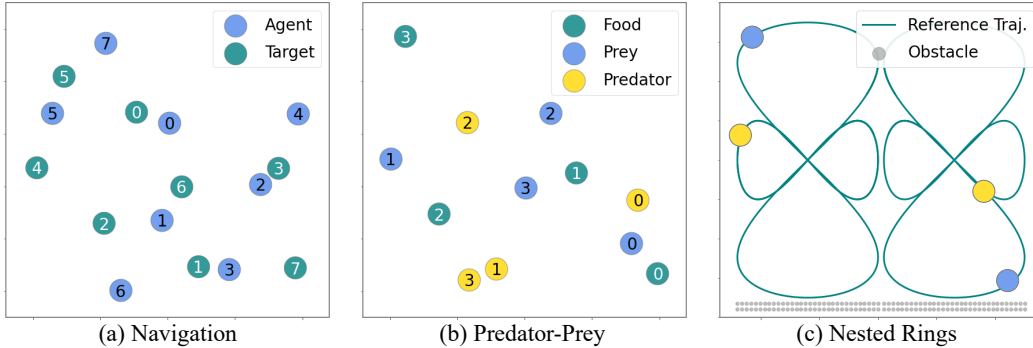 Agent
Target
7
5
5
0
0
4
4
3
6
2
2
1
1
3
7
6
(a) Navigation
Food
Prey
Predator
3
2
2
1
1
3
2
0
0
1
3
0
(b) Predator-Prey
Reference Traj.
Obstacle
(c) Nested Rings